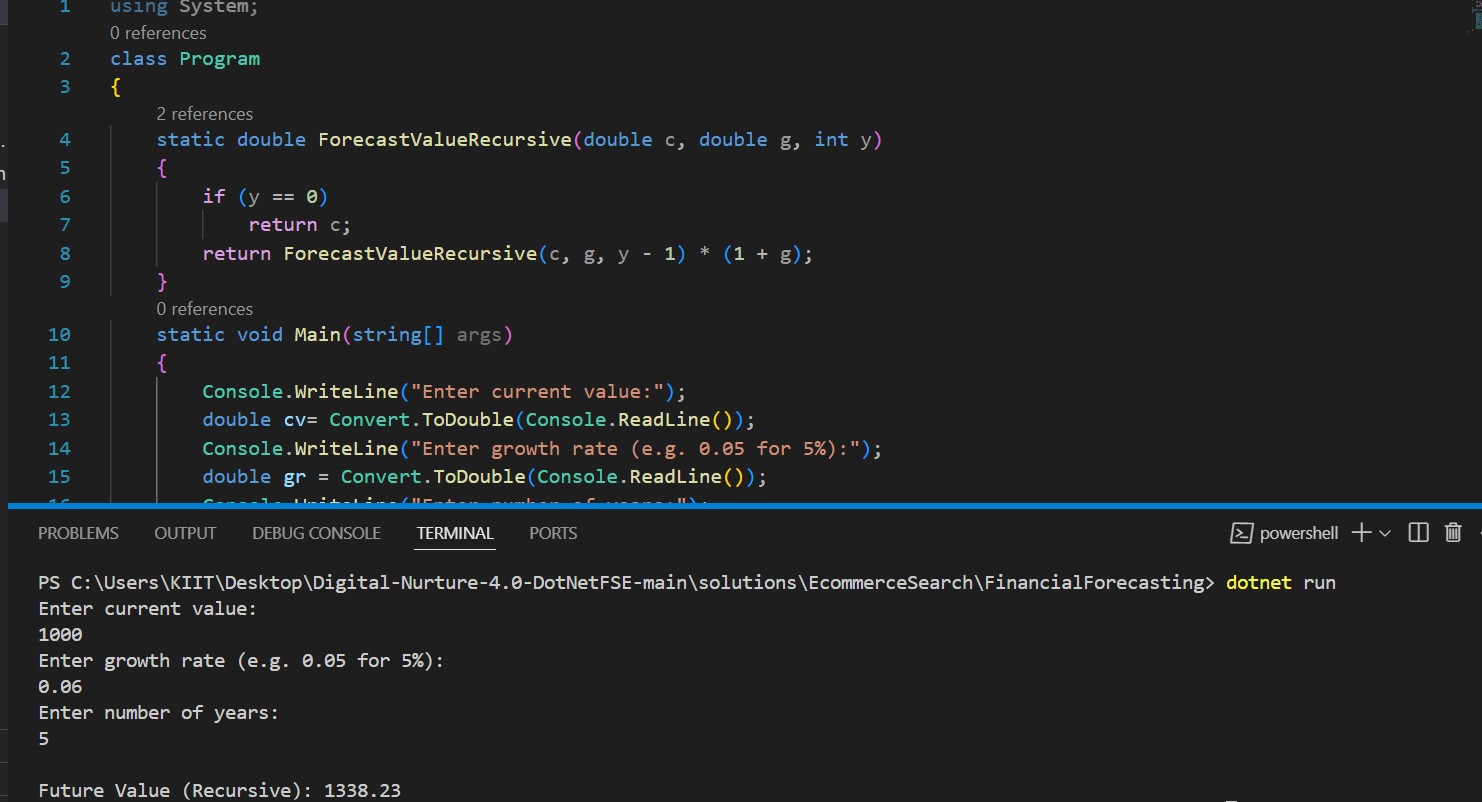 1 using System;
0 references
2 class Program
3 {
2 references
4 static double ForecastValueRecursive(double c, double g, int y)
5 {
6 if (y == 0)
7 return c;
8 return ForecastValueRecursive(c, g, y - 1) * (1 + g);
9 }
0 references
10 static void Main(string[] args)
11 {
12 Console.WriteLine("Enter current value:");
13 double cv= Convert.ToDouble(Console.ReadLine());
14 Console.WriteLine("Enter growth rate (e.g. 0.05 for 5%):");
15 double gr = Convert.ToDouble(Console.ReadLine());
16 Console.WriteLine("Enter number of years:");
PROBLEMS OUTPUT DEBUG CONSOLE TERMINAL PORTS powershell
PS C:\Users\KIIT\Desktop\Digital-Nurture-4.0-DotNetFSE-main\solutions\EcommerceSearch\FinancialForecasting> dotnet run
Enter current value:
1000
Enter growth rate (e.g. 0.05 for 5%):
0.06
Enter number of years:
5
Future Value (Recursive): 1338.23